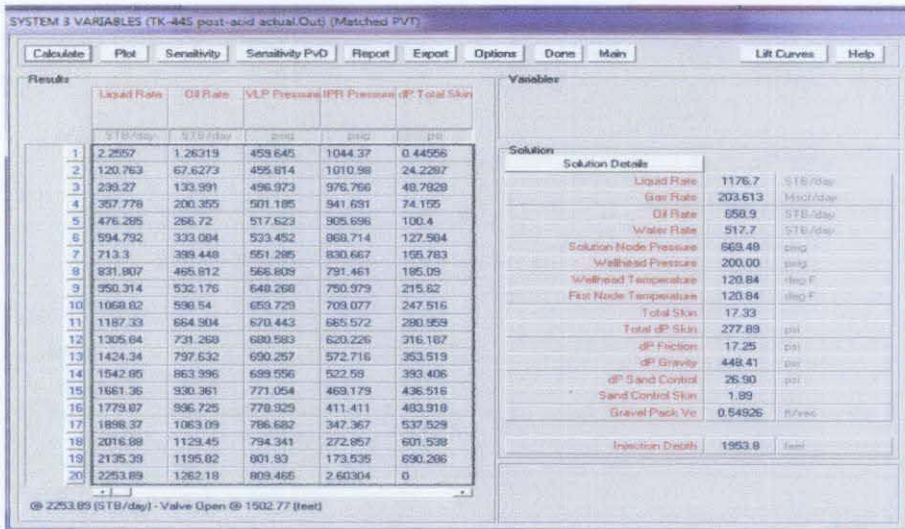 SYSTEM 3 VARIABLES (TK-44S post-acid actual.Out) (Matched PVT)
Calculate Plot Sensitivity Sensitivity PvD Report Export Options Done Main Lift Curves Help
Results
Variables
Liquid Rate Oil Rate VLP Pressure IPR Pressure dP Total Skin
STB/day STB/day psig psig psi
1 2.2557 1.26319 459.645 1044.37 0.44556
2 120.763 67.6273 455.814 1010.98 24.2287
3 239.27 133.991 496.973 976.766 48.7828
4 357.778 200.355 501.185 941.691 74.155
5 476.285 266.72 517.623 905.696 100.4
6 594.792 333.084 533.452 868.714 127.584
7 713.3 399.448 551.285 830.667 155.783
8 831.807 465.812 566.809 791.461 185.09
9 950.314 532.176 648.268 750.979 215.62
10 1068.82 598.54 659.729 709.077 247.516
11 1187.33 664.904 670.443 665.572 280.959
12 1305.84 731.268 680.583 620.226 316.187
13 1424.34 797.632 690.257 572.716 353.519
14 1542.85 863.996 699.556 522.59 393.406
15 1661.36 930.361 771.054 469.179 436.516
16 1779.87 996.725 778.929 411.411 483.918
17 1898.37 1063.09 786.682 347.367 537.529
18 2016.88 1129.45 794.341 272.857 601.538
19 2135.39 1195.82 801.93 173.535 690.286
20 2253.89 1262.18 809.465 2.60304 0
@ 2253.89 (STB/day) - Valve Open @ 1502.77 (feet)
Solution
Solution Details
Liquid Rate 1176.7 STB/day
Gas Rate 203.613 Mscf/day
Oil Rate 658.9 STB/day
Water Rate 517.7 STB/day
Solution Node Pressure 669.49 psig
Wellhead Pressure 200.00 psig
Wellhead Temperature 120.84 deg F
First Node Temperature 120.84 deg F
Total Skin 17.33
Total dP Skin 277.89 psi
dP Friction 17.25 psi
dP Gravity 448.41 psi
dP Sand Control 26.90 psi
Sand Control Skin 1.89
Gravel Pack Ve 0.54926 ft/sec
Injection Depth 1953.8 feet